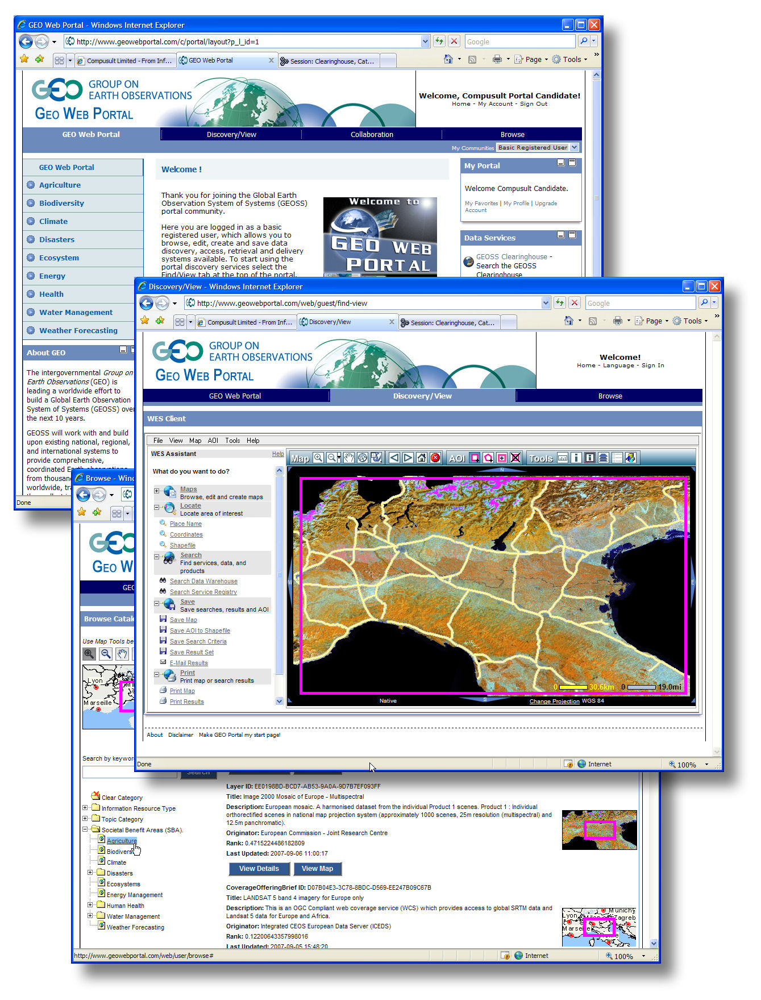 GEO Web Portal - Windows Internet Explorer
http://www.geowebportal.com/c/portal/layout?p_l_id=1
Google
Compusult Limited - From Inf...
GEO Web Portal
Session: Clearinghouse, Cat...
Page
Tools
GEO GROUP ON
EARTH OBSERVATIONS
GEO WEB PORTAL
Welcome, Compusult Portal Candidate!
Home - My Account - Sign Out
GEO Web Portal
Discovery/View
Collaboration
Browse
My Communities
Basic Registered User
GEO Web Portal
Agriculture
Biodiversity
Climate
Disasters
Ecosystem
Energy
Health
Water Management
Weather Forecasting
About GEO
The intergovernmental Group on
Earth Observations (GEO) is
leading a worldwide effort to
build a Global Earth Observation
System of Systems (GEOSS) over
the next 10 years.
GEOSS will work with and build
upon existing national, regional,
and international systems to
provide comprehensive,
coordinated Earth observations
from thousan
worldwide, tra
Done
Welcome !
Thank you for joining the Global Earth
Observation System of Systems (GEOSS)
portal community.
Here you are logged in as a basic
registered user, which allows you to
browse, edit, create and save data
discovery, access, retrieval and delivery
systems available. To start using the
portal discovery services select the
Find/View tab at the top of the portal.
Welcome to
GEO WEB
PORTAL
My Portal
Welcome Compusult Candidate.
My Favorites | My Profile | Upgrade
Account
Data Services
GEOSS Clearinghouse -
Search the GEOSS
Clearinghouse
Discovery/View - Windows Internet Explorer
http://www.geowebportal.com/web/guest/find-view
Google
Compusult Limited - From Inf...
Discovery/View
Session: Clearinghouse, Cat...
Page
Tools
GEO GROUP ON
EARTH OBSERVATIONS
GEO WEB PORTAL
Welcome!
Home - Language - Sign In
GEO Web Portal
Discovery/View
Browse
WES Client
File View Map AOI Tools Help
WES Assistant
Help
What do you want to do?
Maps
Browse, edit and create maps
Locate
Locate area of interest
Place Name
Coordinates
Shapefile
Search
Find services, data, and
products
Search Data Warehouse
Search Service Registry
Save
Save searches, results and AOI
Save Map
Save AOI to Shapefile
Save Search Criteria
Save Result Set
E-Mail Results
Print
Print map or search results
Print Map
Print Results
Map
AOI
Tools
N
W
E
S
0 30.6km 0 19.0mi
Native
Change Projection WGS 84
About Disclaimer Make GEO Portal my start page!
Done
Internet
100%
Browse - Wind
GEO
GEO W
GEO
Browse Catal
Use Map Tools be
Lyon
Marseille
Search by keywor
Search
Clear Category
Information Resource Type
Topic Category
Societal Benefit Areas (SBA).
Agriculture
Biodivers
Climate
Disasters
Ecosystems
Energy Management
Human Health
Water Management
Weather Forecasting
Layer ID: EE0198BD-BCD7-AB53-9A0A-9D7B7EF093FF
Title: Image 2000 Mosaic of Europe - Multispectral
Description: European mosaic. A harmonised dataset from the individual Product 1 scenes. Product 1 : Individual
orthorectified scenes in national map projection system (approximately 1000 scenes, 25m resolution (multispectral) and
12.5m panchromatic).
Originator: European Commission - Joint Research Centre
Rank: 0.4715224486182809
Last Updated: 2007-09-06 11:00:17
View Details
View Map
CoverageOfferingBrief ID: D07B04E3-3C78-8BDC-D569-EE247B09C67B
Title: LANDSAT 5 band 4 imagery for Europe only
Description: This is an OGC Compliant web coverage service (WCS) which provides access to global SRTM data and
Landsat 5 data for Europe and Africa.
Originator: Integrated CEOS European Data Server (ICEDS)
Rank: 0.12200643357998016
Last Updated: 2007-09-05 15:48:20
Munich
Lyon
Zagreb
Marseille
http://www.geowebportal.com/web/user/browse#
Internet
100%